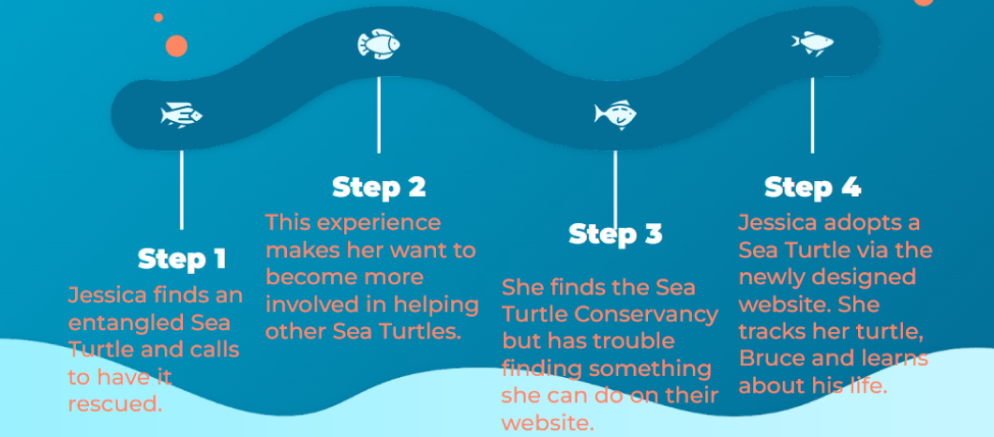 Step 1
Jessica finds an
entangled Sea
Turtle and calls
to have it
rescued.
Step 2
This experience
makes her want to
become more
involved in helping
other Sea Turtles.
Step 3
She finds the Sea
Turtle Conservancy
but has trouble
finding something
she can do on their
website.
Step 4
Jessica adopts a
Sea Turtle via the
newly designed
website. She
tracks her turtle,
Bruce and learns
about his life.